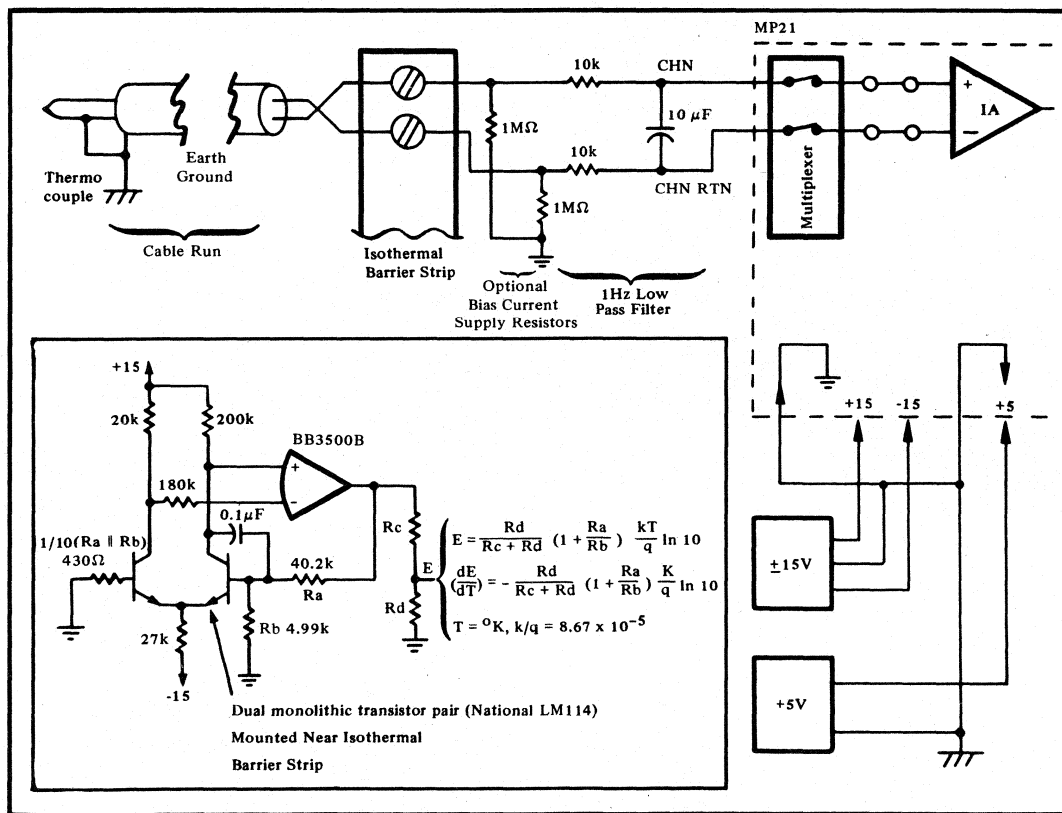 MP21
10k
CHN
10 µF
1MΩ
10k
CHN RTN
1MΩ
Multiplexer
+
IA
−
Thermo
couple
Earth
Ground
Cable Run
Isothermal
Barrier Strip
Optional
Bias Current
Supply Resistors
1Hz Low
Pass Filter
+15
20k
200k
BB3500B
+
-
180k
0.1µF
1/10(Ra ∥ Rb)
430Ω
40.2k
Ra
Rb 4.99k
27k
-15
Rc
Rd
E
E = Rd/(Rc + Rd) (1 + Ra/Rb) kT/q ln 10
(dE/dT) = - Rd/(Rc + Rd) (1 + Ra/Rb) K/q ln 10
T = °K, k/q = 8.67 x 10⁻⁵
Dual monolithic transistor pair (National LM114)
Mounted Near Isothermal
Barrier Strip
+15
-15
+5
±15V
+5V